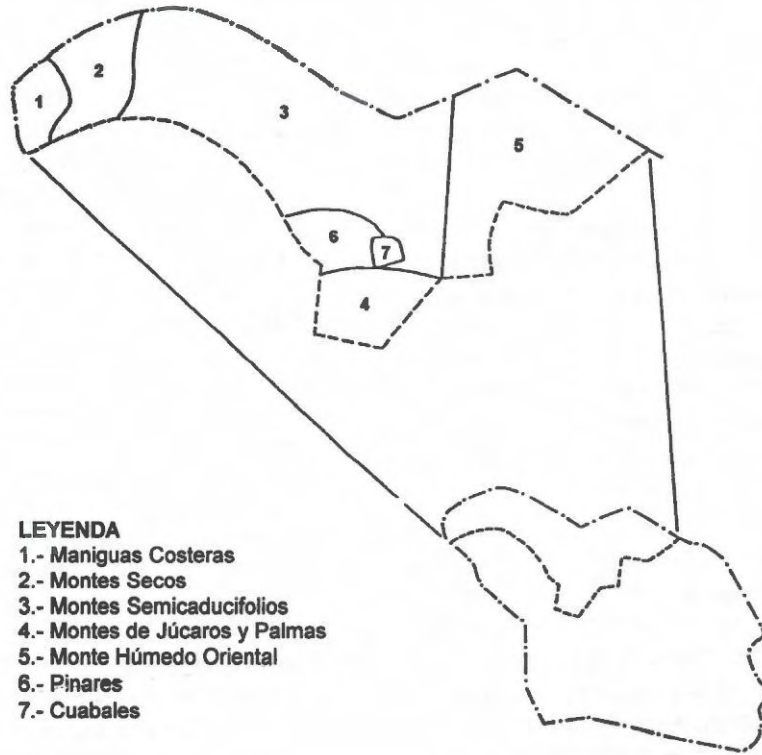 1
2
3
5
6
7
4
LEYENDA
1.- Maniguas Costeras
2.- Montes Secos
3.- Montes Semicaducifolios
4.- Montes de Júcaros y Palmas
5.- Monte Húmedo Oriental
6.- Pinares
7.- Cuabales